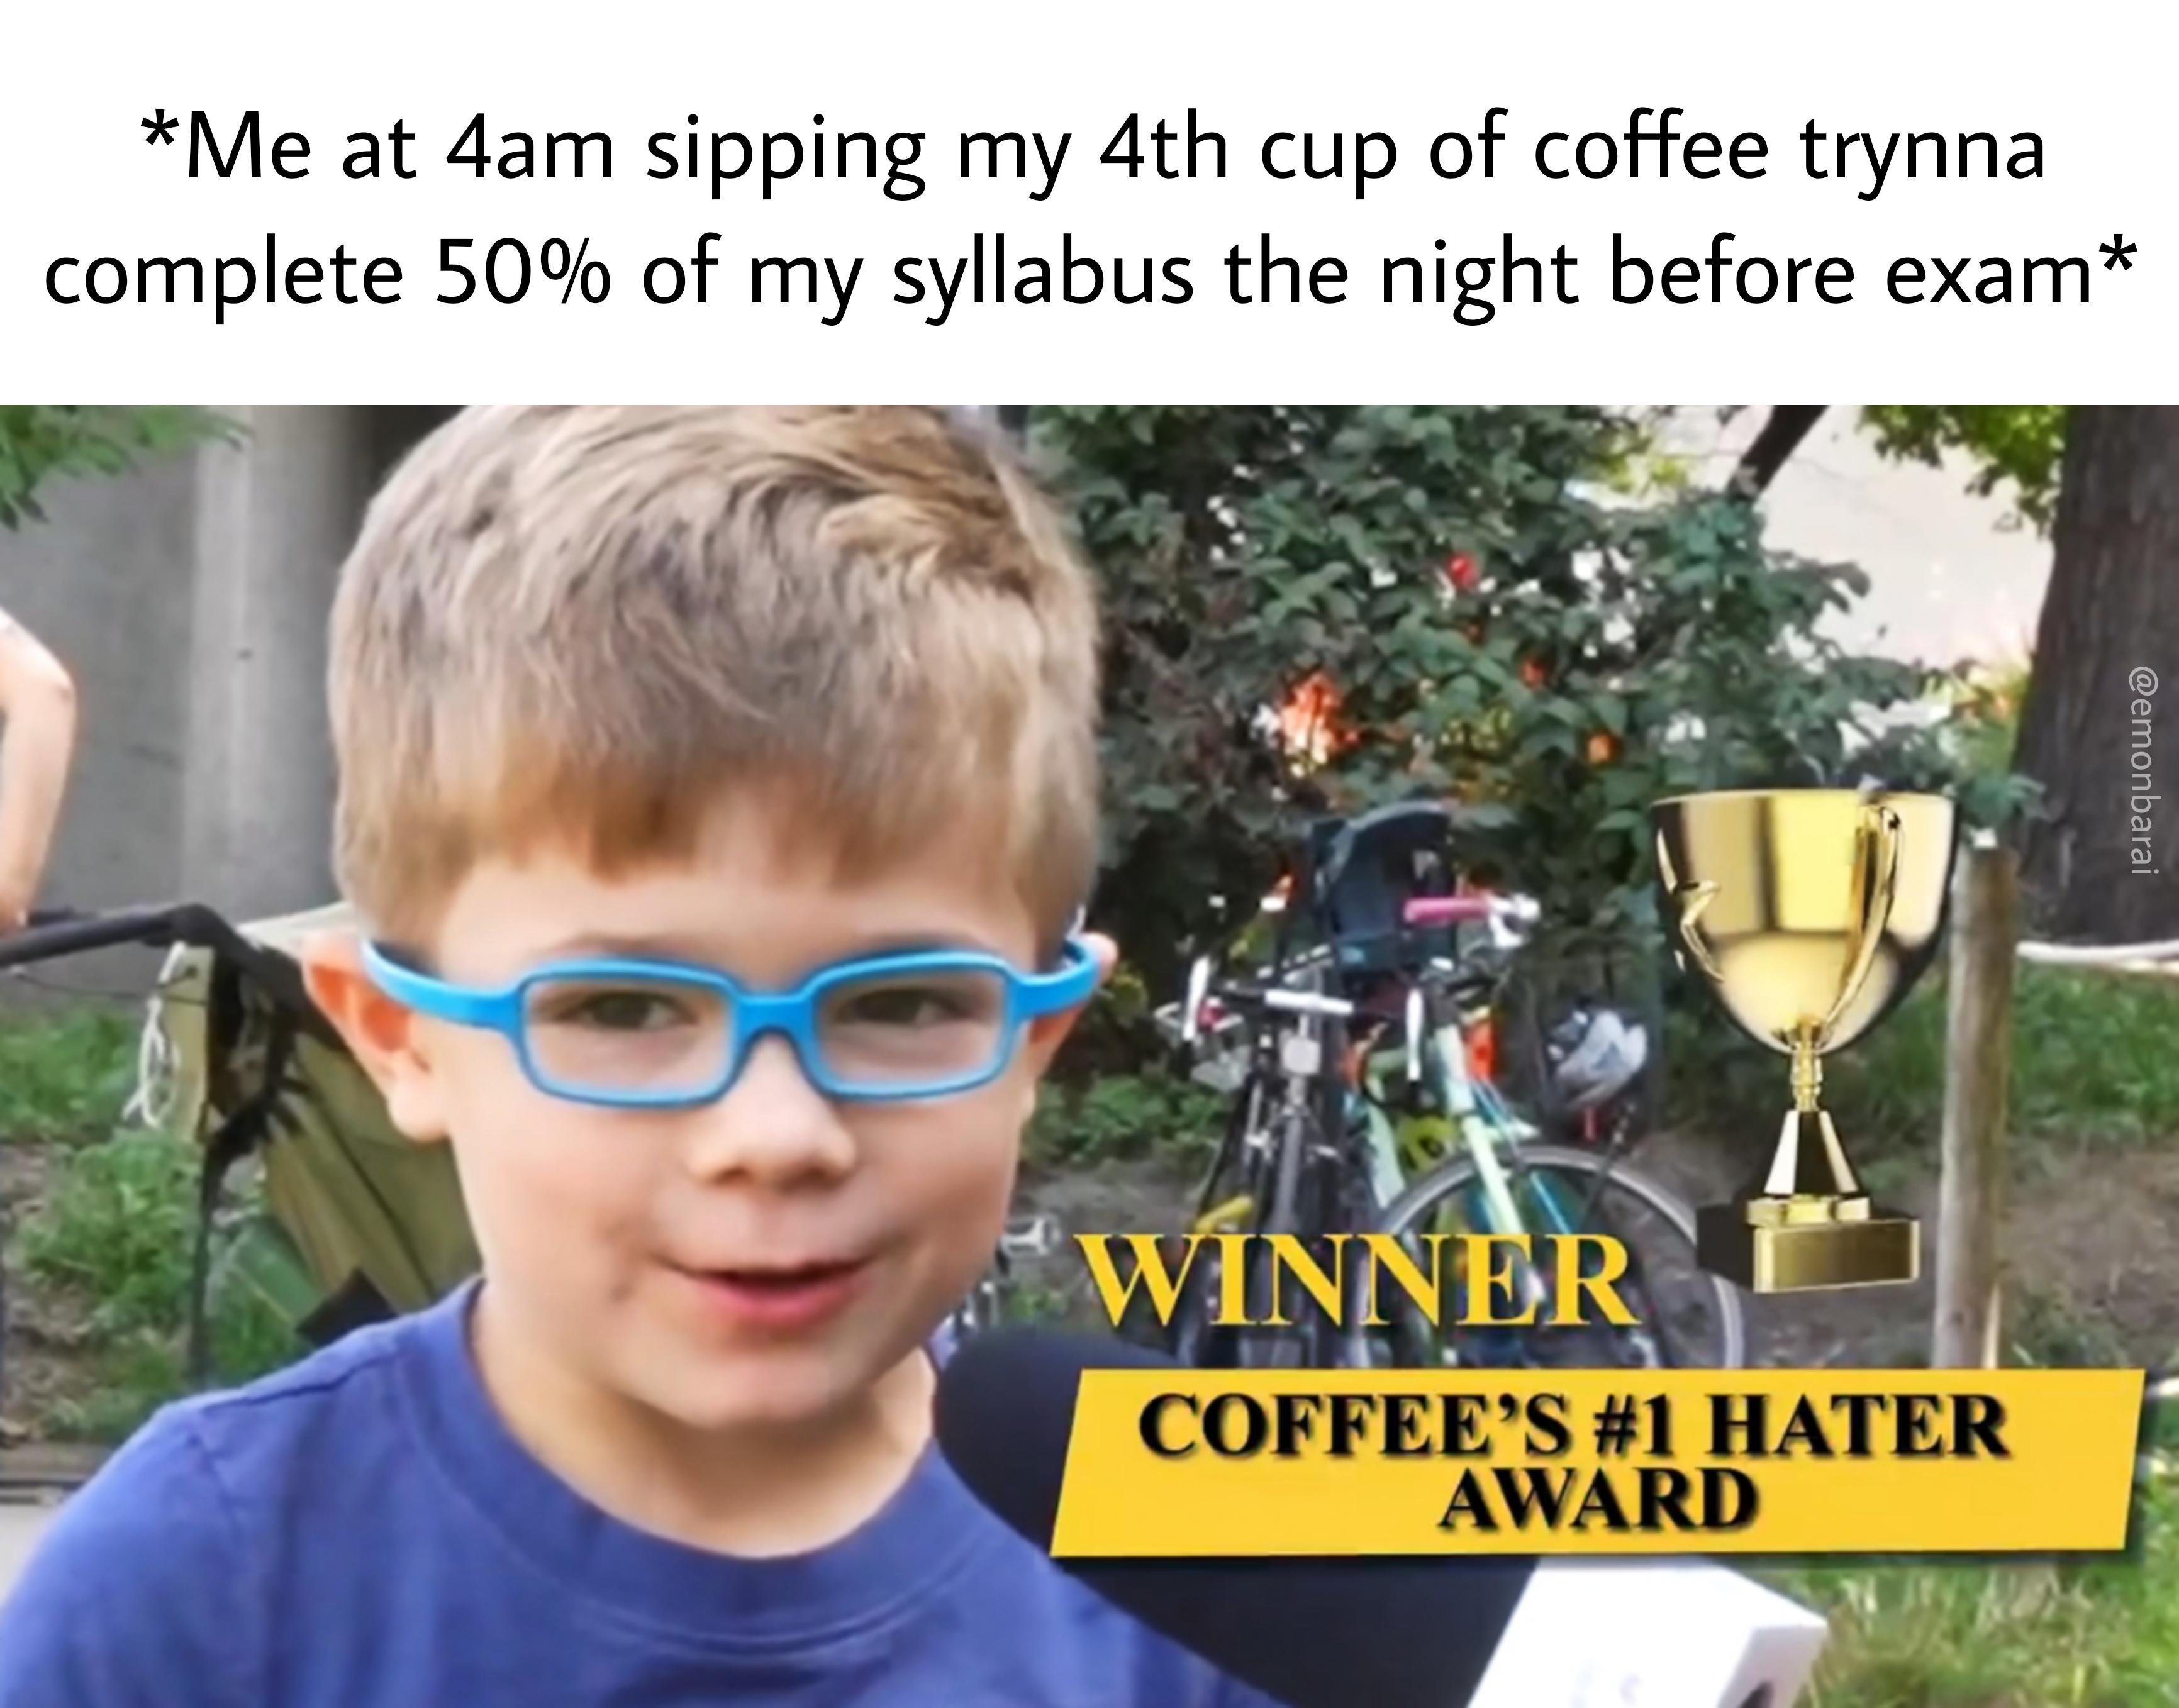 *Me at 4am sipping my 4th cup of coffee trynna
complete 50% of my syllabus the night before exam*
@emonbarai
WINNER
COFFEE'S #1 HATER
AWARD